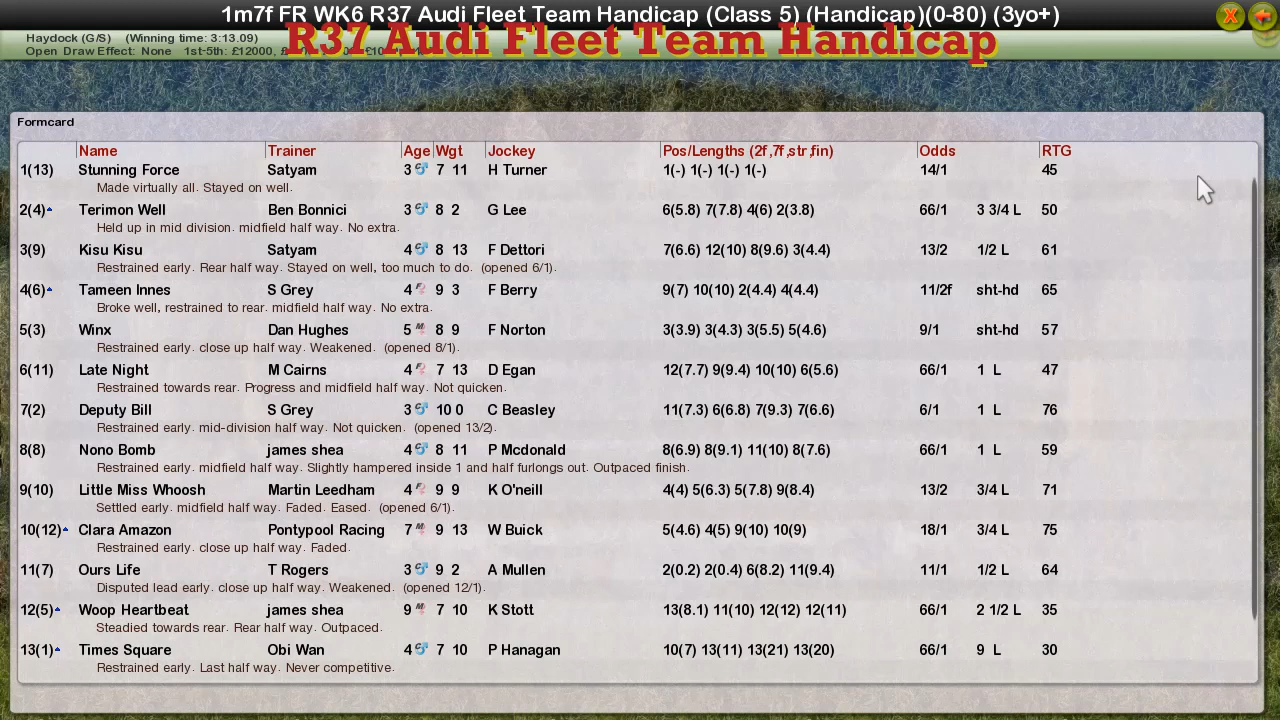 1m7f FR WK6 R37 Audi Fleet Team Handicap (Class 5) (Handicap)(0-80) (3yo+)
R37 Audi Fleet Team Handicap
Haydock (G/S) (Winning time: 3:13.09)
Open Draw Effect: None 1st-5th: £12000,
Formcard
Name Trainer Age Wgt Jockey Pos/Lengths (2f,7f,str,fin) Odds RTG
1(13) Stunning Force Satyam 3 7 11 H Turner 1(-) 1(-) 1(-) 1(-) 14/1 45
Made virtually all. Stayed on well.
2(4) Terimon Well Ben Bonnici 3 8 2 G Lee 6(5.8) 7(7.8) 4(6) 2(3.8) 66/1 3 3/4 L 50
Held up in mid division. midfield half way. No extra.
3(9) Kisu Kisu Satyam 4 8 13 F Dettori 7(6.6) 12(10) 8(9.6) 3(4.4) 13/2 1/2 L 61
Restrained early. Rear half way. Stayed on well, too much to do. (opened 6/1).
4(6) Tameen Innes S Grey 4 9 3 F Berry 9(7) 10(10) 2(4.4) 4(4.4) 11/2f sht-hd 65
Broke well, restrained to rear. midfield half way. No extra.
5(3) Winx Dan Hughes 5 8 9 F Norton 3(3.9) 3(4.3) 3(5.5) 5(4.6) 9/1 sht-hd 57
Restrained early. close up half way. Weakened. (opened 8/1).
6(11) Late Night M Cairns 4 7 13 D Egan 12(7.7) 9(9.4) 10(10) 6(5.6) 66/1 1 L 47
Restrained towards rear. Progress and midfield half way. Not quicken.
7(2) Deputy Bill S Grey 3 10 0 C Beasley 11(7.3) 6(6.8) 7(9.3) 7(6.6) 6/1 1 L 76
Restrained early. mid-division half way. Not quicken. (opened 13/2).
8(8) Nono Bomb james shea 4 8 11 P Mcdonald 8(6.9) 8(9.1) 11(10) 8(7.6) 66/1 1 L 59
Restrained early. midfield half way. Slightly hampered inside 1 and half furlongs out. Outpaced finish.
9(10) Little Miss Whoosh Martin Leedham 4 9 9 K O'neill 4(4) 5(6.3) 5(7.8) 9(8.4) 13/2 3/4 L 71
Settled early. midfield half way. Faded. Eased. (opened 6/1).
10(12) Clara Amazon Pontypool Racing 7 9 13 W Buick 5(4.6) 4(5) 9(10) 10(9) 18/1 3/4 L 75
Restrained early. close up half way. Faded.
11(7) Ours Life T Rogers 3 9 2 A Mullen 2(0.2) 2(0.4) 6(8.2) 11(9.4) 11/1 1/2 L 64
Disputed lead early. close up half way. Weakened. (opened 12/1).
12(5) Woop Heartbeat james shea 9 7 10 K Stott 13(8.1) 11(10) 12(12) 12(11) 66/1 2 1/2 L 35
Steadied towards rear. Rear half way. Outpaced.
13(1) Times Square Obi Wan 4 7 10 P Hanagan 10(7) 13(11) 13(21) 13(20) 66/1 9 L 30
Restrained early. Last half way. Never competitive.